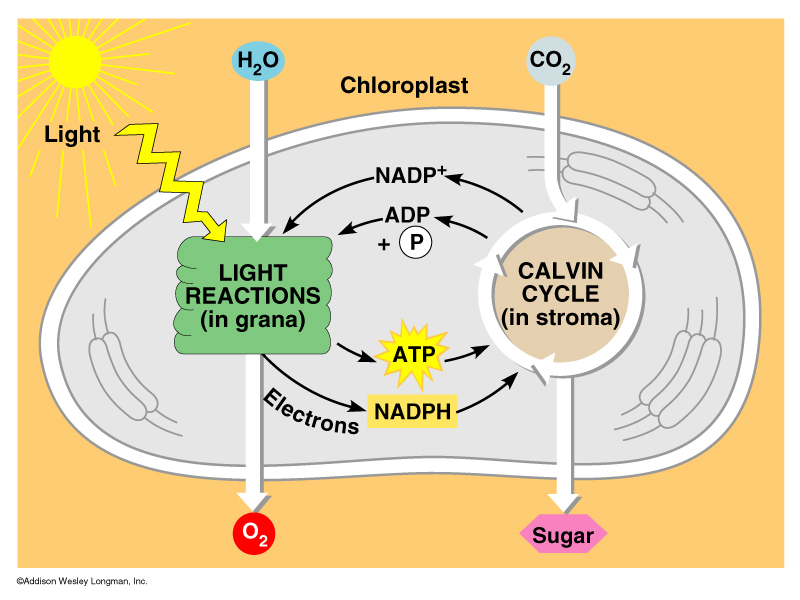 H₂O
CO₂
Chloroplast
Light
NADP⁺
ADP
+ P
LIGHT
REACTIONS
(in grana)
CALVIN
CYCLE
(in stroma)
ATP
Electrons
NADPH
O₂
Sugar
©Addison Wesley Longman, Inc.